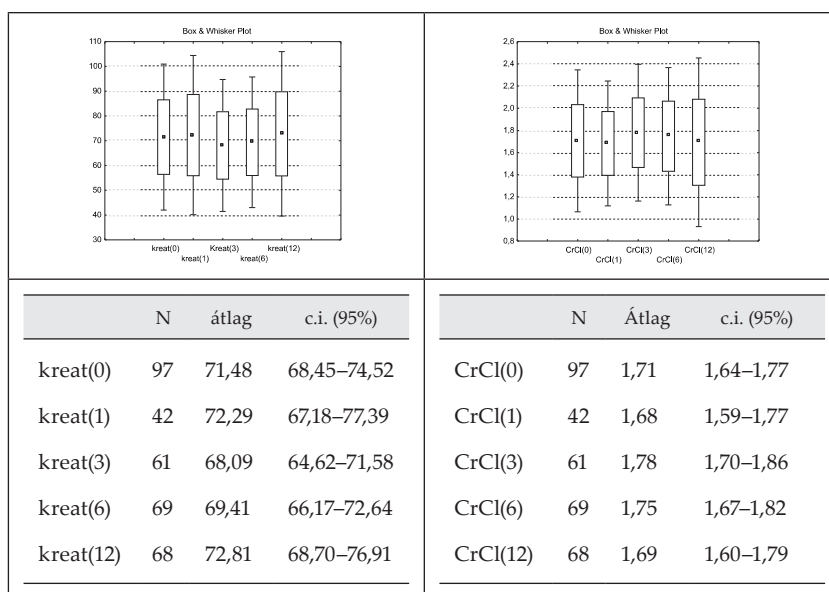 Box & Whisker Plot
110
100
90
80
70
60
50
40
30
kreat(0)
kreat(1)
Kreat(3)
kreat(6)
kreat(12)
Box & Whisker Plot
2,6
2,4
2,2
2,0
1,8
1,6
1,4
1,2
1,0
0,8
CrCl(0)
CrCl(1)
CrCl(3)
CrCl(6)
CrCl(12)
N átlag c.i. (95%)
kreat(0) 97 71,48 68,45–74,52
kreat(1) 42 72,29 67,18–77,39
kreat(3) 61 68,09 64,62–71,58
kreat(6) 69 69,41 66,17–72,64
kreat(12) 68 72,81 68,70–76,91
N Átlag c.i. (95%)
CrCl(0) 97 1,71 1,64–1,77
CrCl(1) 42 1,68 1,59–1,77
CrCl(3) 61 1,78 1,70–1,86
CrCl(6) 69 1,75 1,67–1,82
CrCl(12) 68 1,69 1,60–1,79